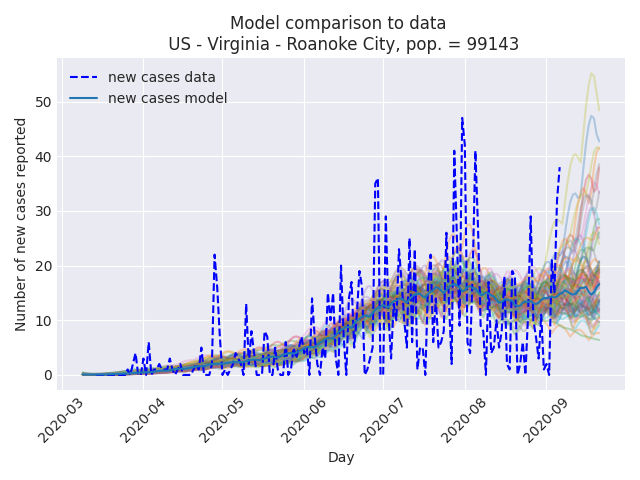 Model comparison to data
US - Virginia - Roanoke City, pop. = 99143
new cases data
new cases model
Number of new cases reported
50
40
30
20
10
0
2020-03
2020-04
2020-05
2020-06
2020-07
2020-08
2020-09
Day